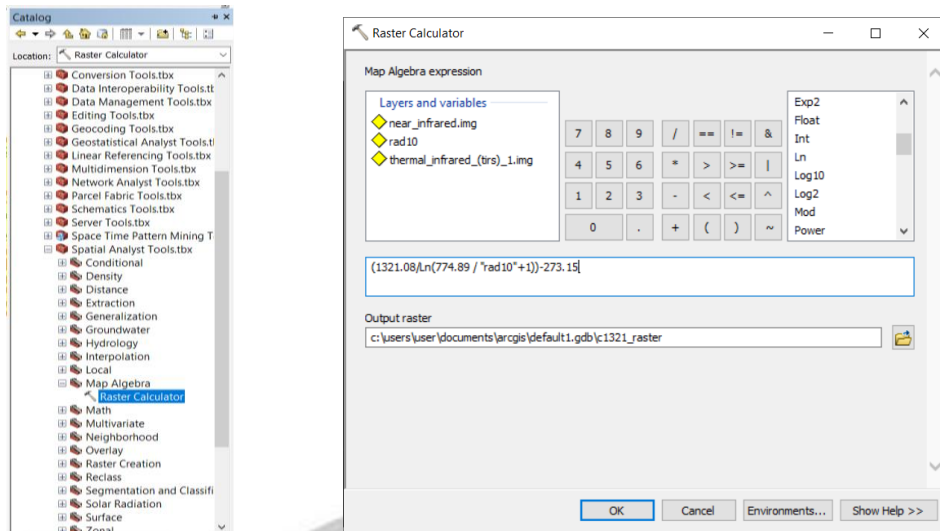 Catalog
Location: Raster Calculator
Conversion Tools.tbx
Data Interoperability Tools.tb
Data Management Tools.tbx
Editing Tools.tbx
Geocoding Tools.tbx
Geostatistical Analyst Tools.t
Linear Referencing Tools.tbx
Multidimension Tools.tbx
Network Analyst Tools.tbx
Parcel Fabric Tools.tbx
Schematics Tools.tbx
Server Tools.tbx
Space Time Pattern Mining T
Spatial Analyst Tools.tbx
Conditional
Density
Distance
Extraction
Generalization
Groundwater
Hydrology
Interpolation
Local
Map Algebra
Raster Calculator
Math
Multivariate
Neighborhood
Overlay
Raster Creation
Reclass
Segmentation and Classifi
Solar Radiation
Surface
Zonal
Raster Calculator
Map Algebra expression
Layers and variables
near_infrared.img
rad10
thermal_infrared_(tirs)_1.img
7 8 9 / == != &
4 5 6 * > >= |
1 2 3 - < <= ^
0 . + ( ) ~
Exp2
Float
Int
Ln
Log10
Log2
Mod
Power
(1321.08/Ln(774.89 / "rad10"+1))-273.15
Output raster
c:\users\user\documents\arcgis\default1.gdb\c1321_raster
OK Cancel Environments... Show Help >>